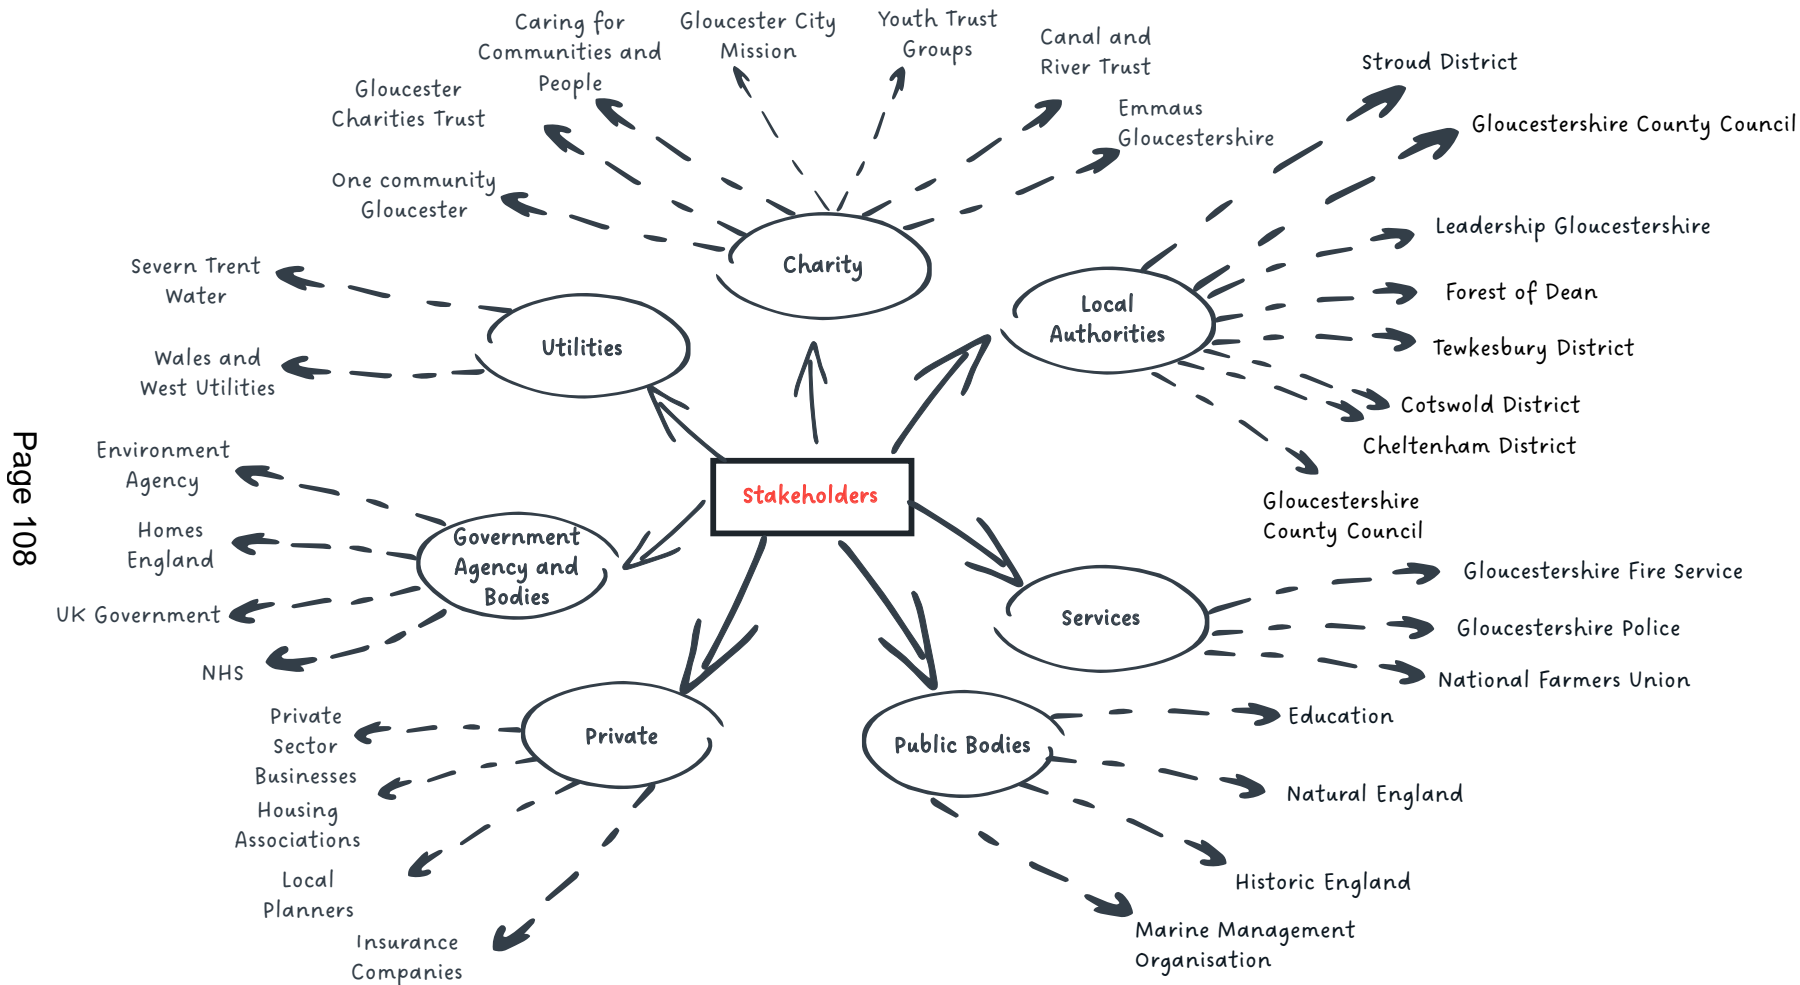 Caring for
Communities and
People
Gloucester City
Mission
Youth Trust
Groups
Canal and
River Trust
Emmaus
Gloucestershire
Gloucester
Charities Trust
One community
Gloucester
Charity
Stroud District
Gloucestershire County Council
Leadership Gloucestershire
Forest of Dean
Tewkesbury District
Cotswold District
Cheltenham District
Gloucestershire
County Council
Local
Authorities
Severn Trent
Water
Wales and
West Utilities
Utilities
Stakeholders
Environment
Agency
Homes
England
UK Government
NHS
Government
Agency and
Bodies
Services
Gloucestershire Fire Service
Gloucestershire Police
National Farmers Union
Private
Sector
Businesses
Housing
Associations
Local
Planners
Insurance
Companies
Private
Public Bodies
Education
Natural England
Historic England
Marine Management
Organisation
Page 108